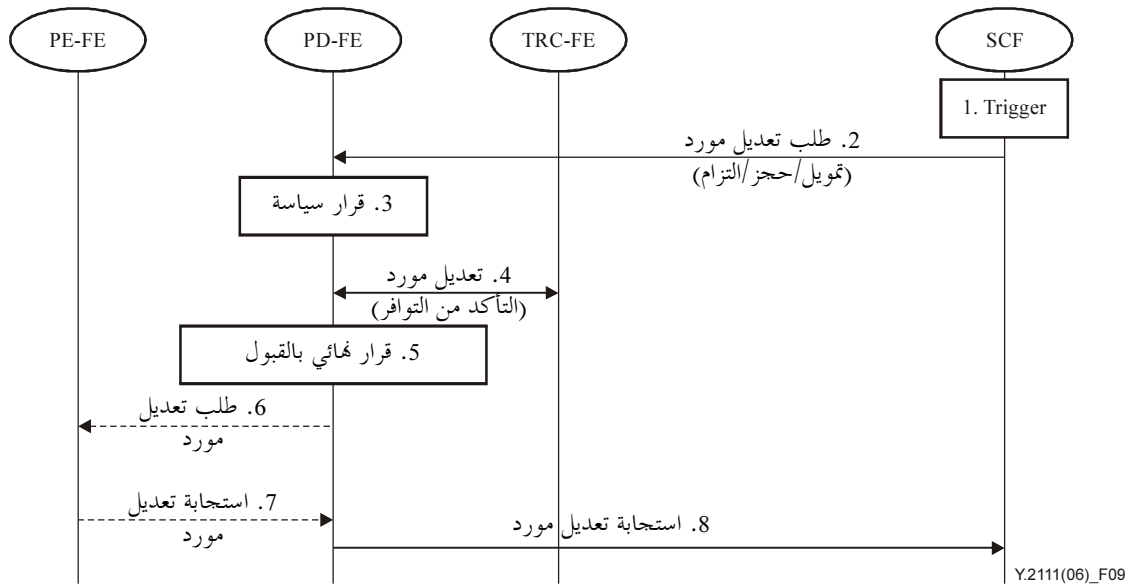 PE-FE
PD-FE
TRC-FE
SCF
1. Trigger
2. طلب تعديل مورد
(تمويل/حجز/التزام)
3. قرار سياسة
4. تعديل مورد
(التأكد من التوافر)
5. قرار نهائي بالقبول
6. طلب تعديل
مورد
7. استجابة تعديل
مورد
8. استجابة تعديل مورد
Y.2111(06)_F09